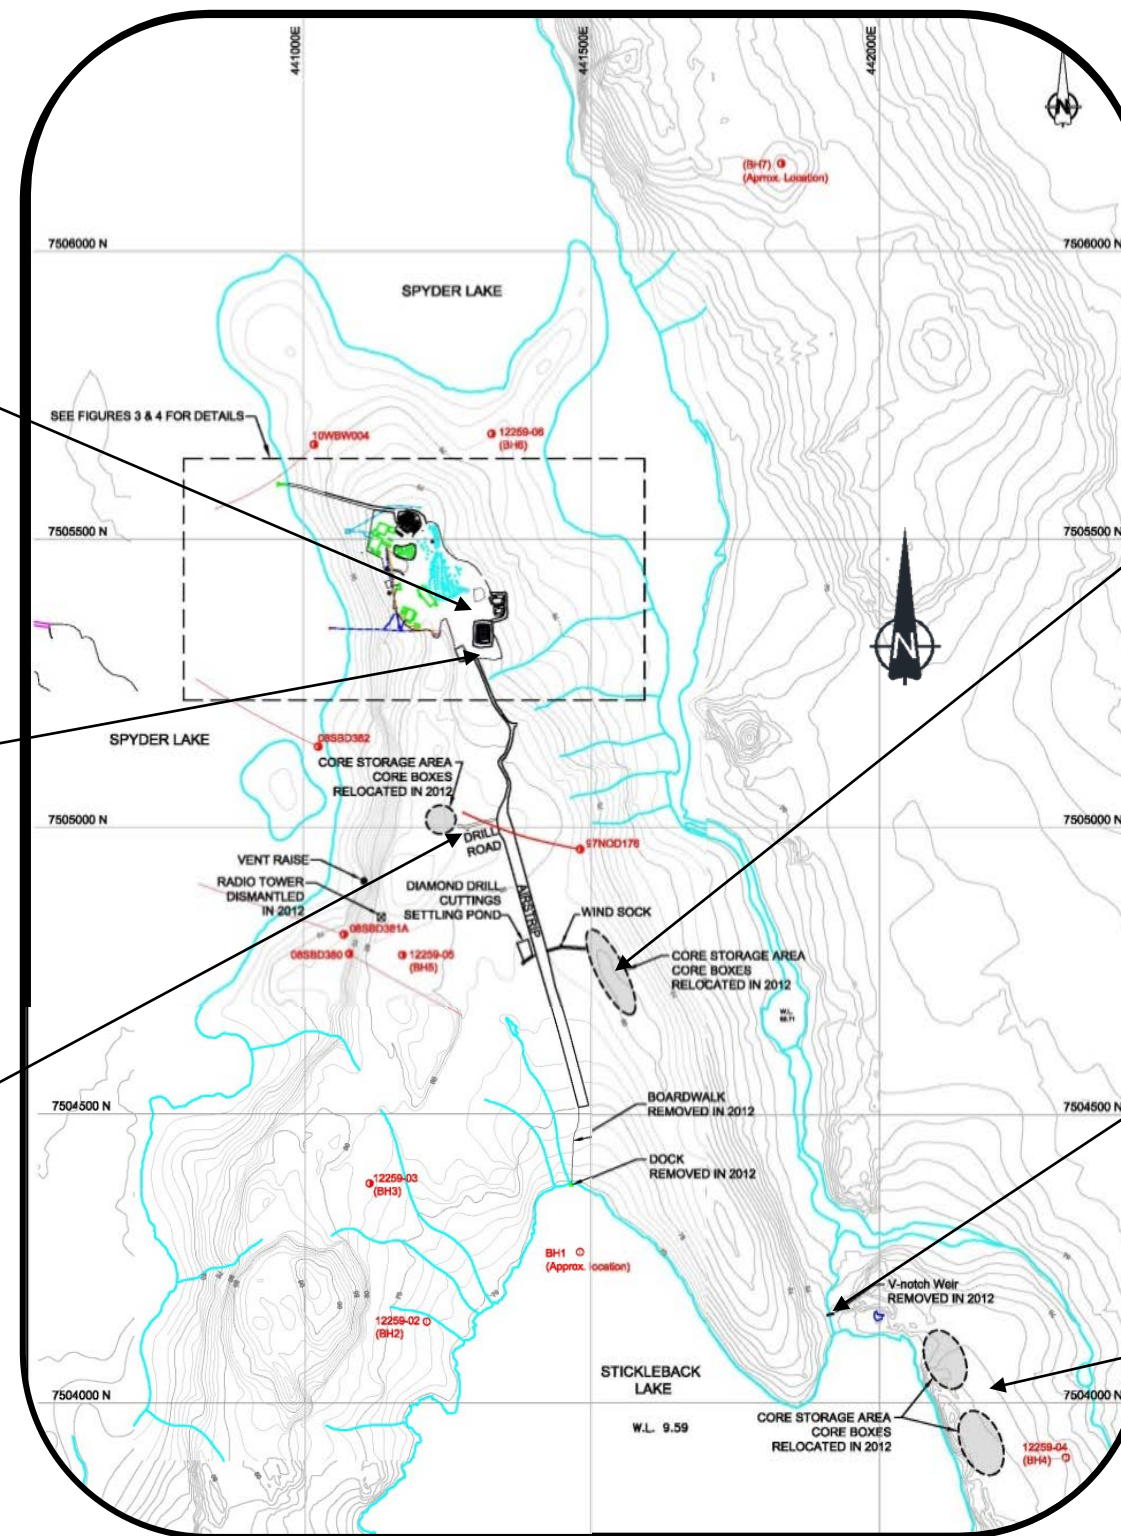 441000E
441500E
442000E
N
(BH7)
(Aprrox. Location)
7506000 N
7506000 N
SPYDER LAKE
SEE FIGURES 3 & 4 FOR DETAILS
10WBW004
12259-06
(BH6)
7505500 N
7505500 N
N
SPYDER LAKE
08SBD382
CORE STORAGE AREA
CORE BOXES
RELOCATED IN 2012
7505000 N
7505000 N
DRILL
ROAD
97NOD176
VENT RAISE
RADIO TOWER
DISMANTLED
IN 2012
DIAMOND DRILL
CUTTINGS
SETTLING POND
AIRSTRIP
WIND SOCK
08SBD381A
08SBD380
12259-05
(BH5)
CORE STORAGE AREA
CORE BOXES
RELOCATED IN 2012
W.L.
7504500 N
7504500 N
BOARDWALK
REMOVED IN 2012
DOCK
REMOVED IN 2012
12259-03
(BH3)
BH1
(Approx. location)
V-notch Weir
REMOVED IN 2012
12259-02
(BH2)
STICKLEBACK
LAKE
7504000 N
7504000 N
W.L. 9.59
CORE STORAGE AREA
CORE BOXES
RELOCATED IN 2012
12259-04
(BH4)